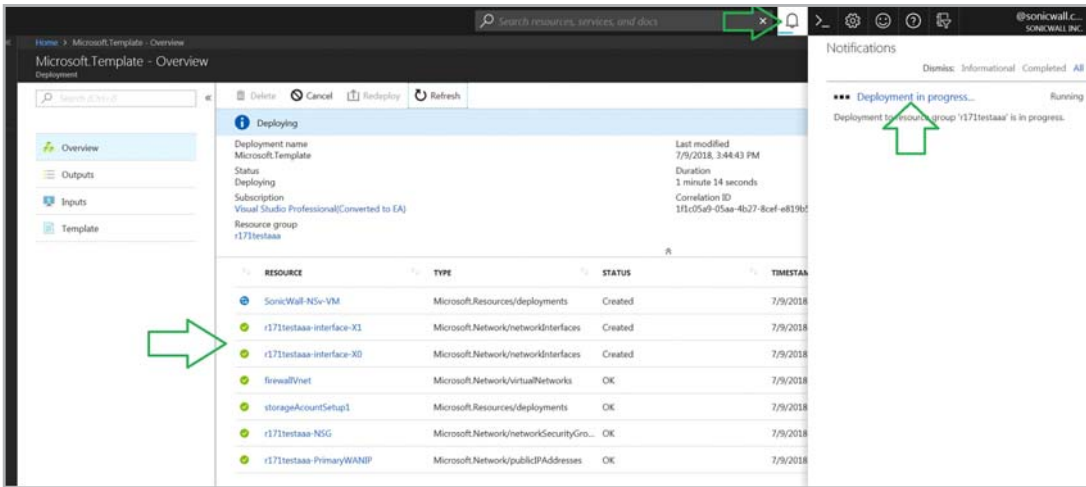 Search resources, services, and docs
@sonicwall.c...
SONICWALL INC.
Home > Microsoft.Template - Overview
Microsoft.Template - Overview
Deployment
Search (Ctrl+/)
Overview
Outputs
Inputs
Template
Delete Cancel Redeploy Refresh
Deploying
Deployment name
Microsoft.Template
Status
Deploying
Subscription
Visual Studio Professional(Converted to EA)
Resource group
r171testaaa
Last modified
7/9/2018, 3:44:43 PM
Duration
1 minute 14 seconds
Correlation ID
1f1c05a9-05aa-4b27-8cef-e819b5
RESOURCE TYPE STATUS TIMESTAM
SonicWall-NSv-VM Microsoft.Resources/deployments Created 7/9/2018
r171testaaa-interface-X1 Microsoft.Network/networkInterfaces Created 7/9/2018
r171testaaa-interface-X0 Microsoft.Network/networkInterfaces Created 7/9/2018
firewallVnet Microsoft.Network/virtualNetworks OK 7/9/2018
storageAcountSetup1 Microsoft.Resources/deployments OK 7/9/2018
r171testaaa-NSG Microsoft.Network/networkSecurityGro... OK 7/9/2018
r171testaaa-PrimaryWANIP Microsoft.Network/publicIPAddresses OK 7/9/2018
Notifications
Dismiss: Informational Completed All
Deployment in progress... Running
Deployment to resource group 'r171testaaa' is in progress.